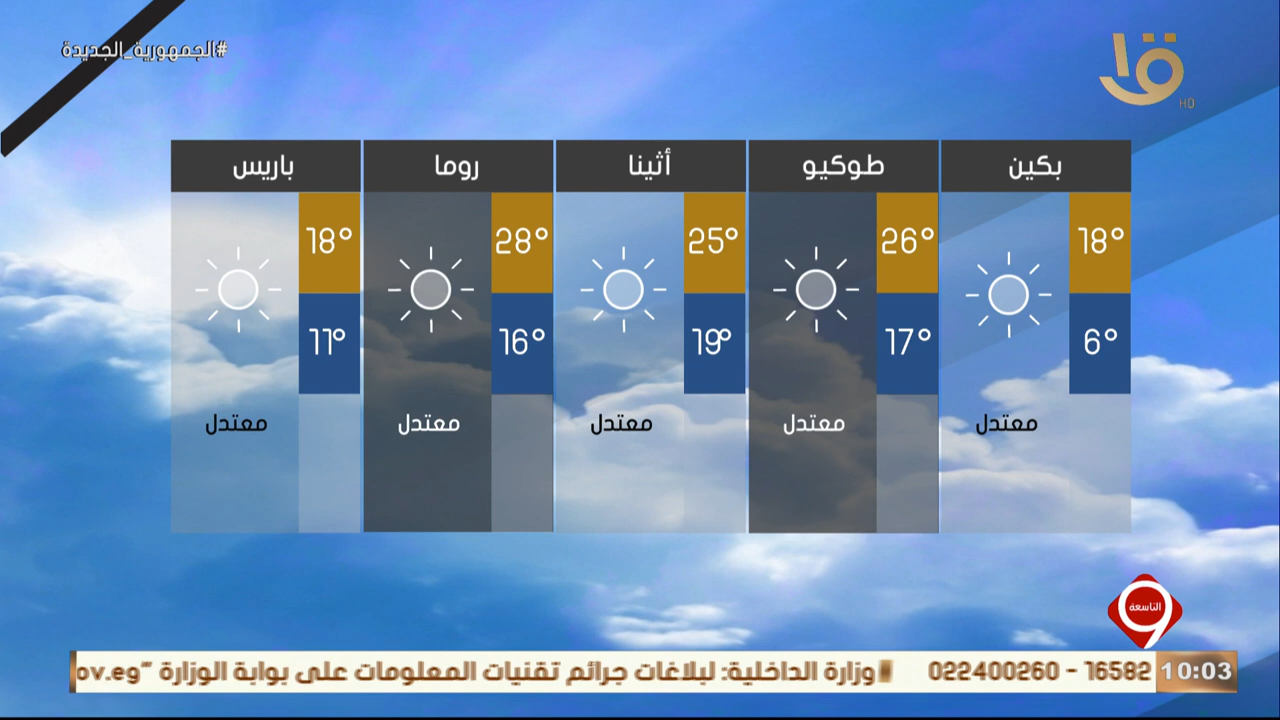 #الجمهورية_الجديدة
HD
بكين
18°
6°
معتدل
طوكيو
26°
17°
معتدل
أثينا
25°
19°
معتدل
روما
28°
16°
معتدل
باريس
18°
11°
معتدل
التاسعة
9
10:03
022400260 - 16582 وزارة الداخلية: لبلاغات جرائم تقنيات المعلومات على بوابة الوزارة "ov.eg